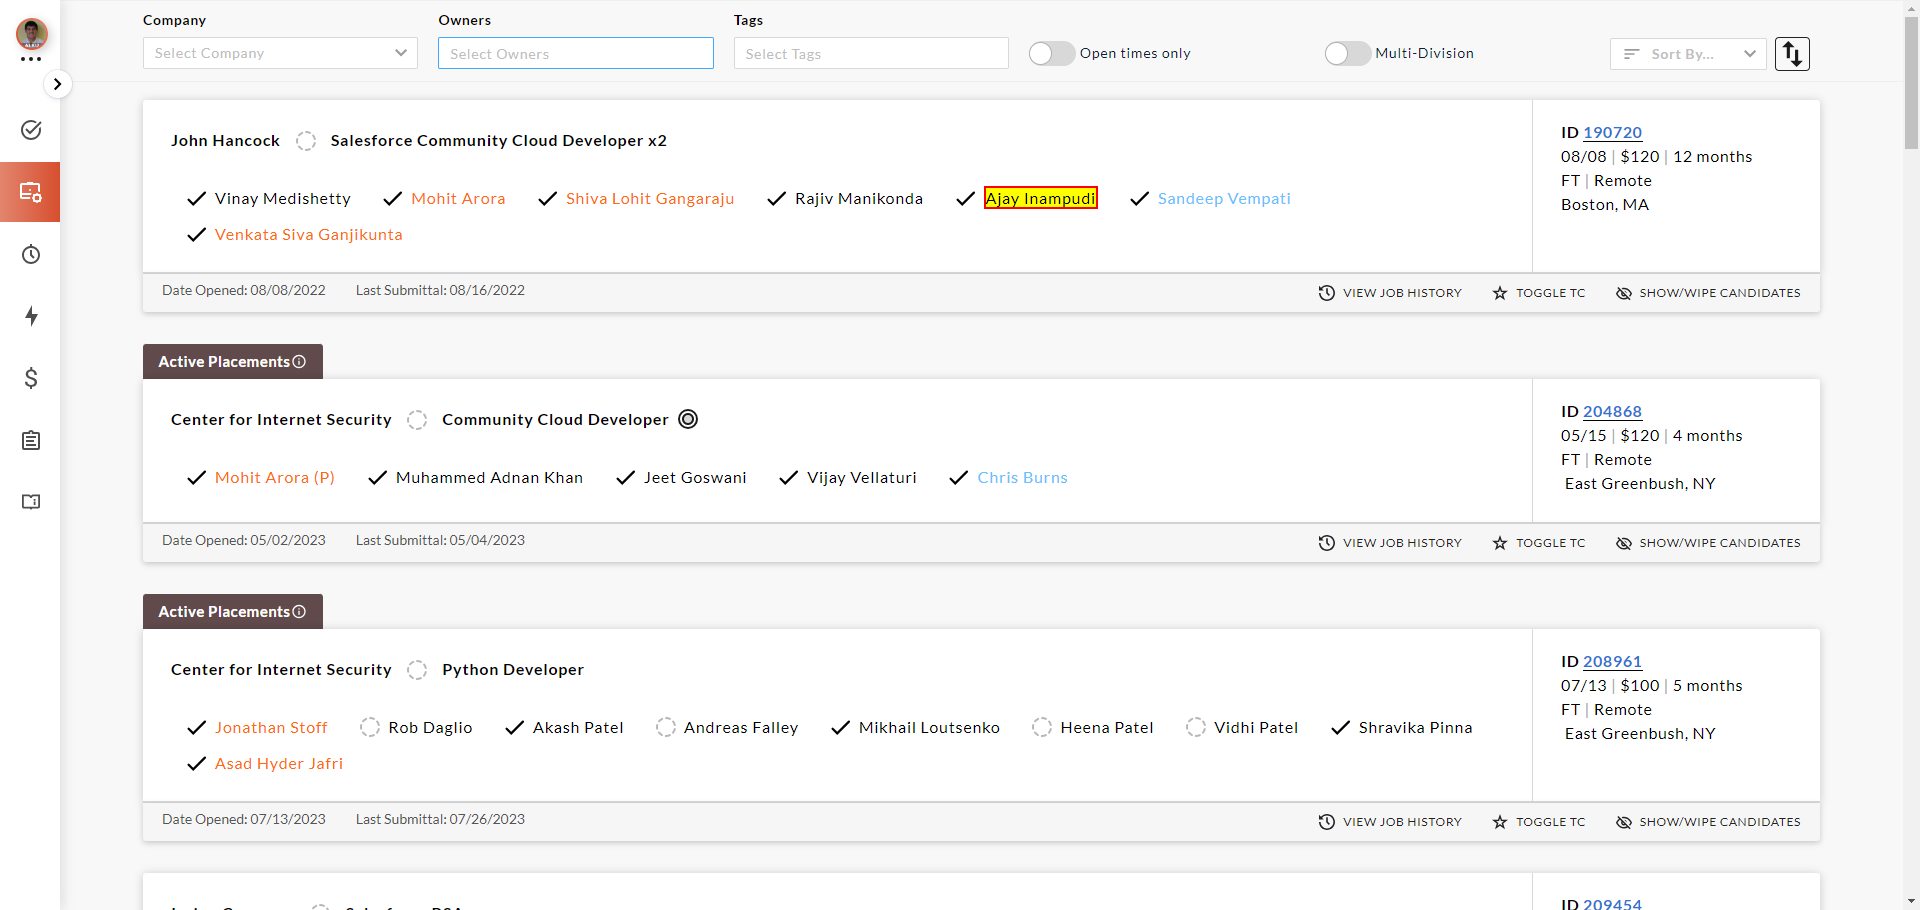 Company
Owners
Tags
Select Company
Select Owners
Select Tags
Open times only
Multi-Division
Sort By...
John Hancock Salesforce Community Cloud Developer x2
Vinay Medishetty Mohit Arora Shiva Lohit Gangaraju Rajiv Manikonda Ajay Inampudi Sandeep Vempati
Venkata Siva Ganjikunta
ID 190720
08/08 | $120 | 12 months
FT | Remote
Boston, MA
Date Opened: 08/08/2022 Last Submittal: 08/16/2022
VIEW JOB HISTORY TOGGLE TC SHOW/WIPE CANDIDATES
Active Placements
Center for Internet Security Community Cloud Developer
Mohit Arora (P) Muhammed Adnan Khan Jeet Goswani Vijay Vellaturi Chris Burns
ID 204868
05/15 | $120 | 4 months
FT | Remote
East Greenbush, NY
Date Opened: 05/02/2023 Last Submittal: 05/04/2023
VIEW JOB HISTORY TOGGLE TC SHOW/WIPE CANDIDATES
Active Placements
Center for Internet Security Python Developer
Jonathan Stoff Rob Daglio Akash Patel Andreas Falley Mikhail Loutsenko Heena Patel Vidhi Patel Shravika Pinna
Asad Hyder Jafri
ID 208961
07/13 | $100 | 5 months
FT | Remote
East Greenbush, NY
Date Opened: 07/13/2023 Last Submittal: 07/26/2023
VIEW JOB HISTORY TOGGLE TC SHOW/WIPE CANDIDATES
ID 209454